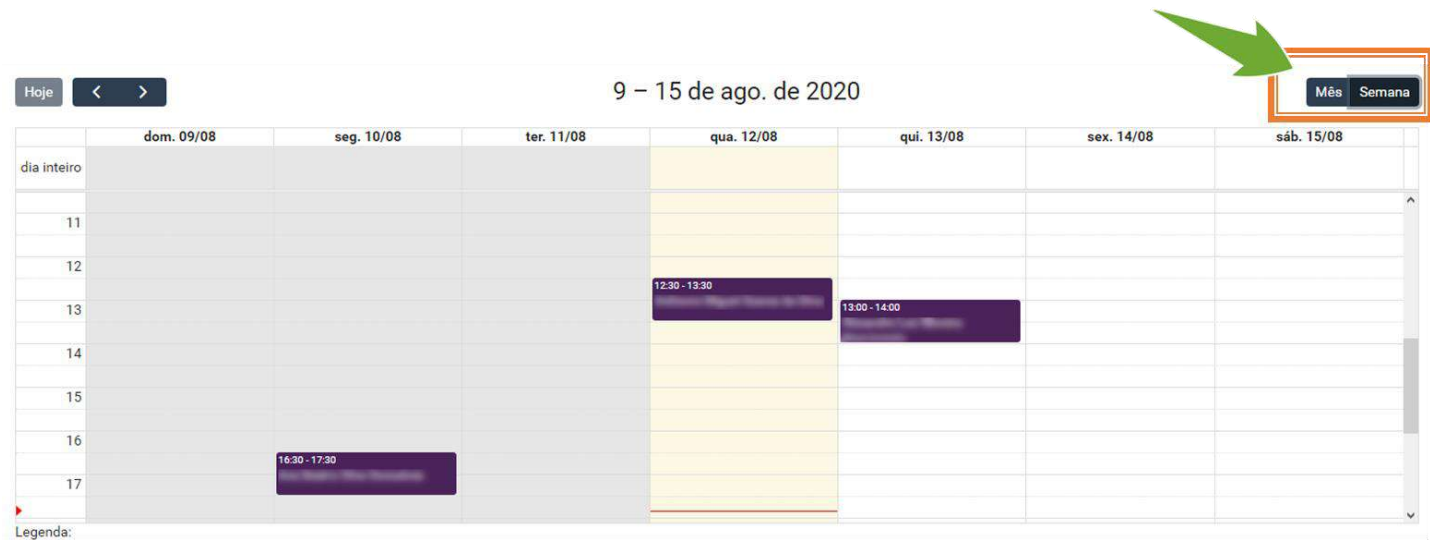 Hoje
9 – 15 de ago. de 2020
Mês Semana
dom. 09/08 seg. 10/08 ter. 11/08 qua. 12/08 qui. 13/08 sex. 14/08 sáb. 15/08
dia inteiro
11
12
12:30 - 13:30
13
13:00 - 14:00
14
15
16
16:30 - 17:30
17
Legenda: